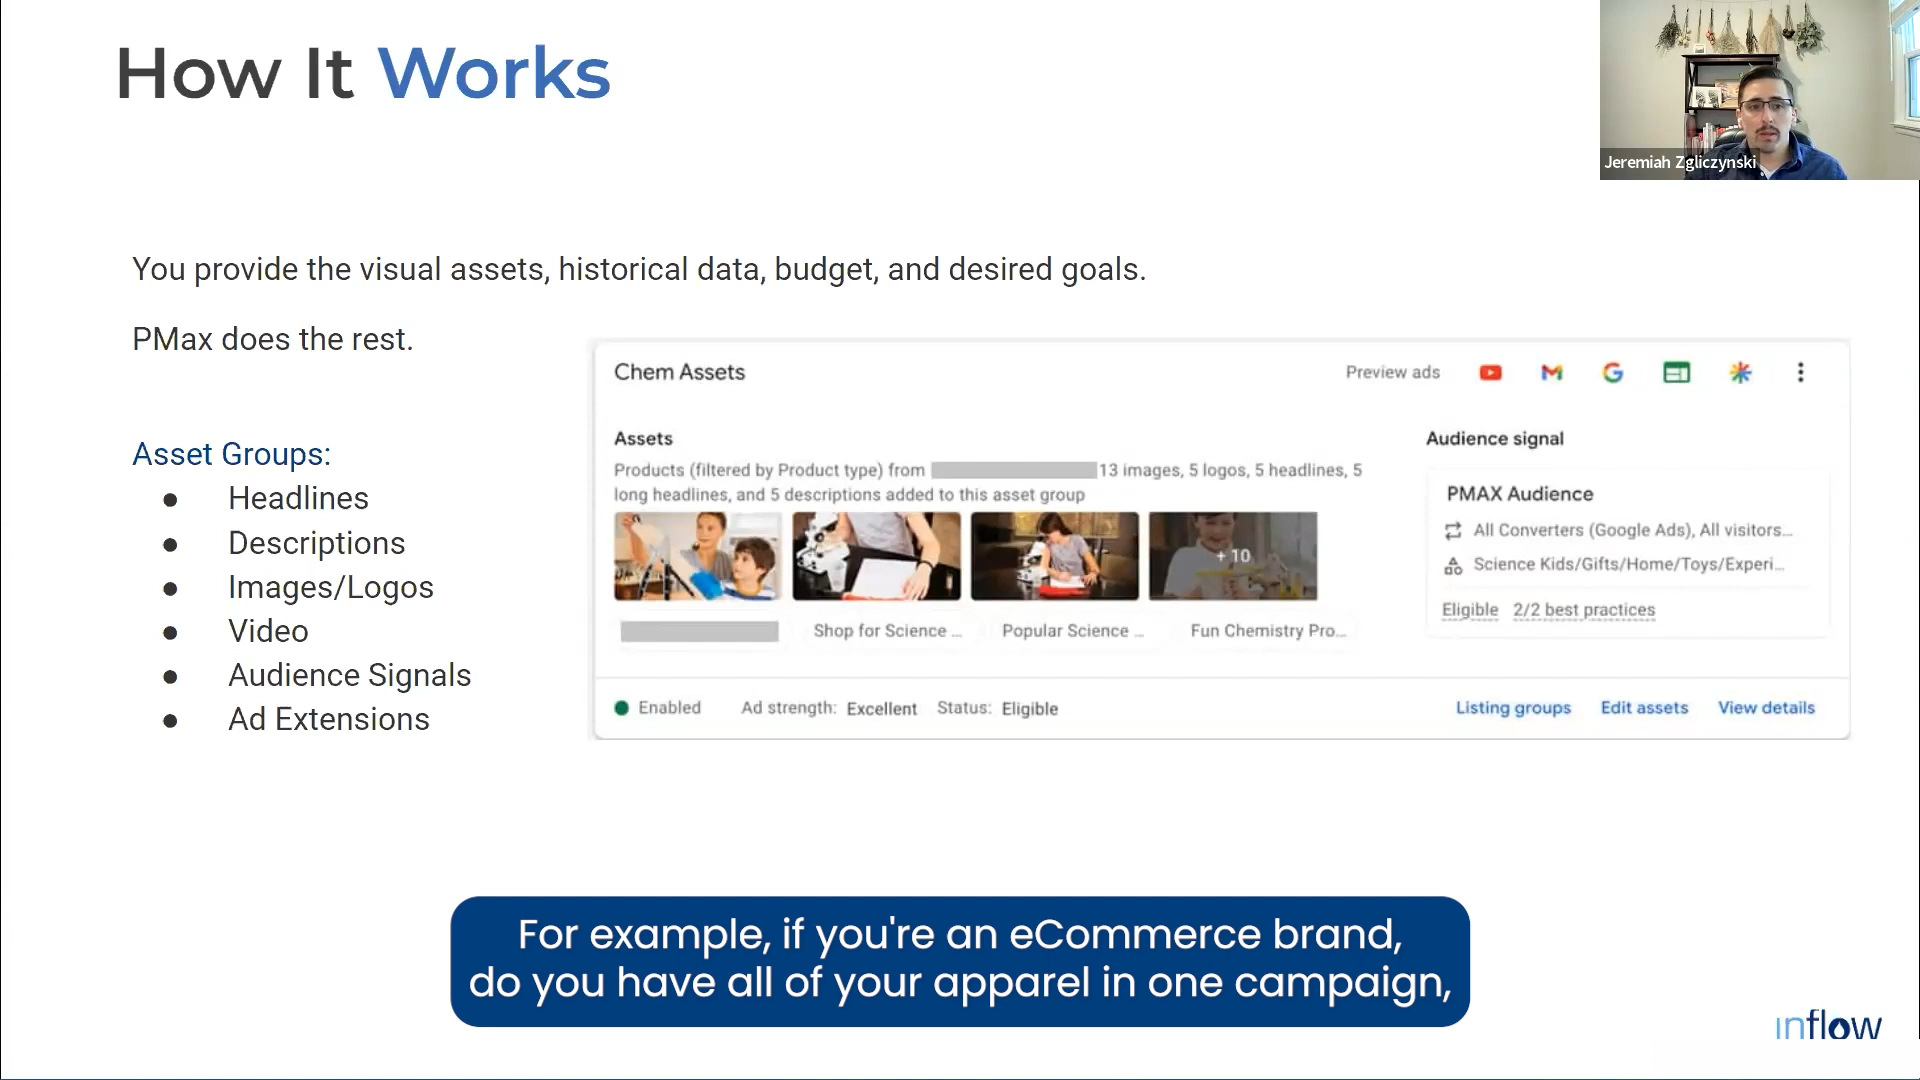 How It Works
Jeremiah Zgliczynski
You provide the visual assets, historical data, budget, and desired goals.
PMax does the rest.
Asset Groups:
● Headlines
● Descriptions
● Images/Logos
● Video
● Audience Signals
● Ad Extensions
Chem Assets
Preview ads
Assets
Products (filtered by Product type) from 13 images, 5 logos, 5 headlines, 5
long headlines, and 5 descriptions added to this asset group
+ 10
Shop for Science ...
Popular Science ...
Fun Chemistry Pro...
Audience signal
PMAX Audience
All Converters (Google Ads), All visitors...
Science Kids/Gifts/Home/Toys/Experi...
Eligible 2/2 best practices
Enabled Ad strength: Excellent Status: Eligible
Listing groups Edit assets View details
For example, if you're an eCommerce brand,
do you have all of your apparel in one campaign,
inflow